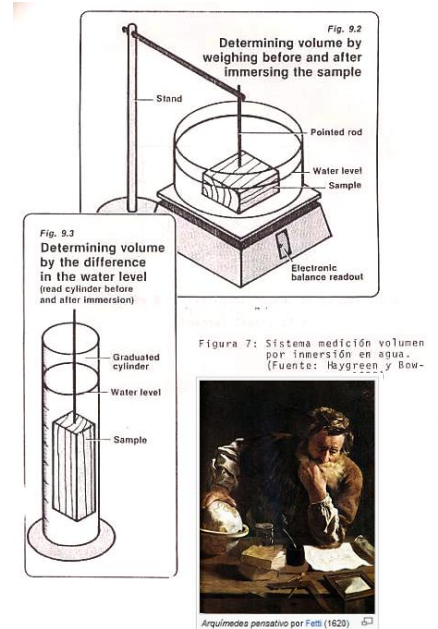 Fig. 9.2
Determining volume by
weighing before and after
immersing the sample
Stand
Pointed rod
Water level
Sample
Electronic
balance readout
Fig. 9.3
Determining volume
by the difference
in the water level
(read cylinder before
and after immersion)
Graduated
cylinder
Water level
Sample
Figura 7: Sistema medición volumen
por inmersión en agua.
(Fuente: Haygreen y Bow-
Arquímedes pensativo por Fetti (1620)